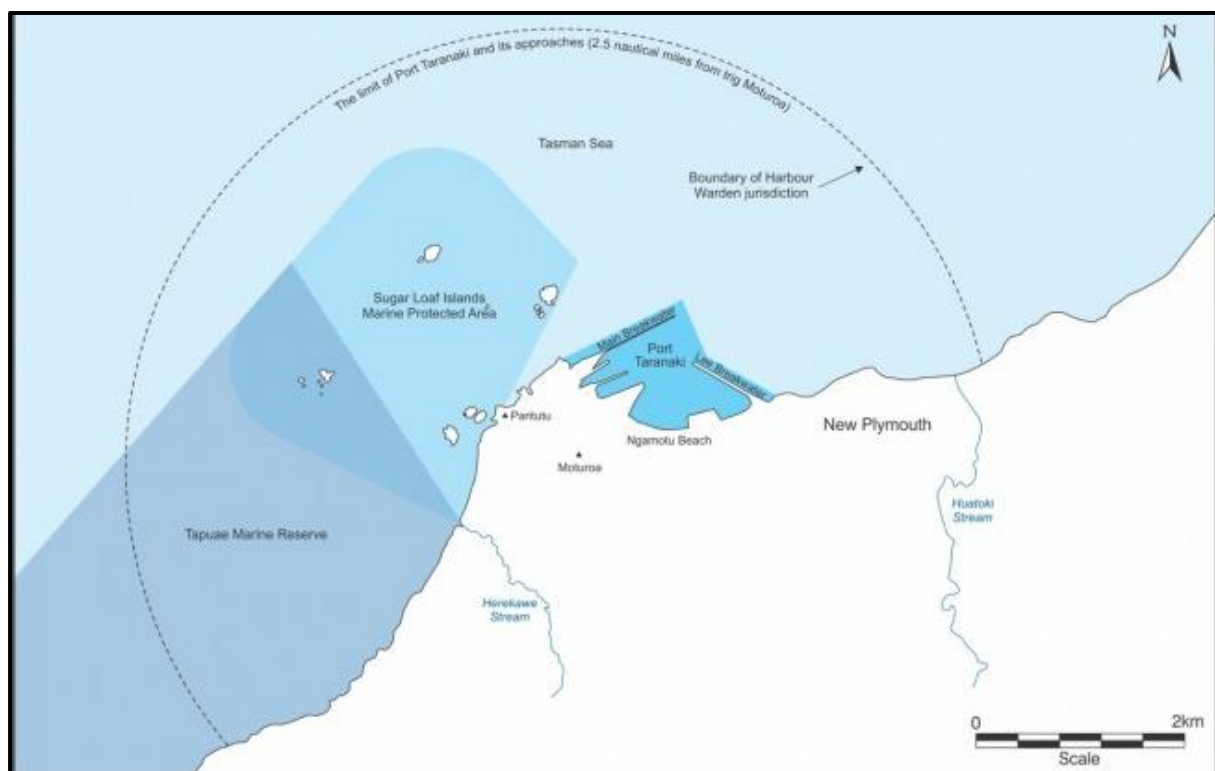 N
The limit of Port Taranaki and its approaches (2.5 nautical miles from trig Moturoa)
Tasman Sea
Boundary of Harbour
Warden jurisdiction
Sugar Loaf Islands
Marine Protected Area
Main Breakwater
Port
Taranaki
Lee Breakwater
Paritutu
New Plymouth
Ngamotu Beach
Moturoa
Huatoki
Stream
Tapuae Marine Reserve
Herekawe
Stream
0 2km
Scale